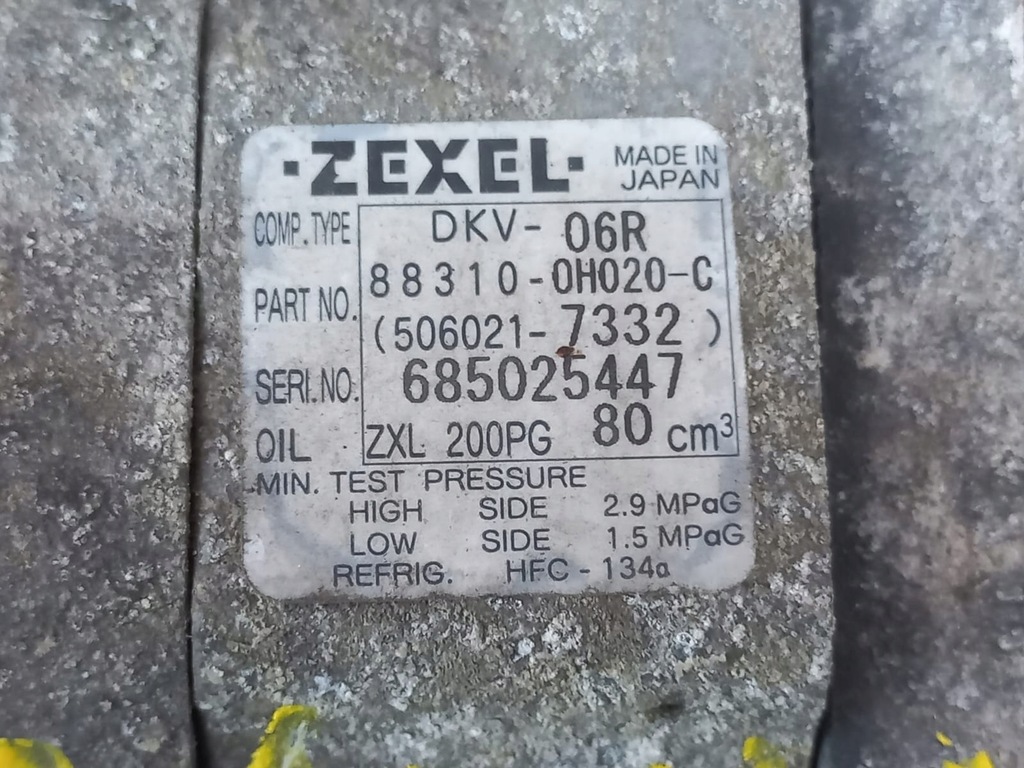 ·ZEXEL· MADE IN JAPAN
COMP. TYPE DKV- 06R
PART NO. 88310-0H020-C
(506021-7332 )
SERI.NO. 685025447
OIL ZXL 200PG 80 cm³
MIN. TEST PRESSURE
HIGH SIDE 2.9 MPaG
LOW SIDE 1.5 MPaG
REFRIG. HFC - 134a